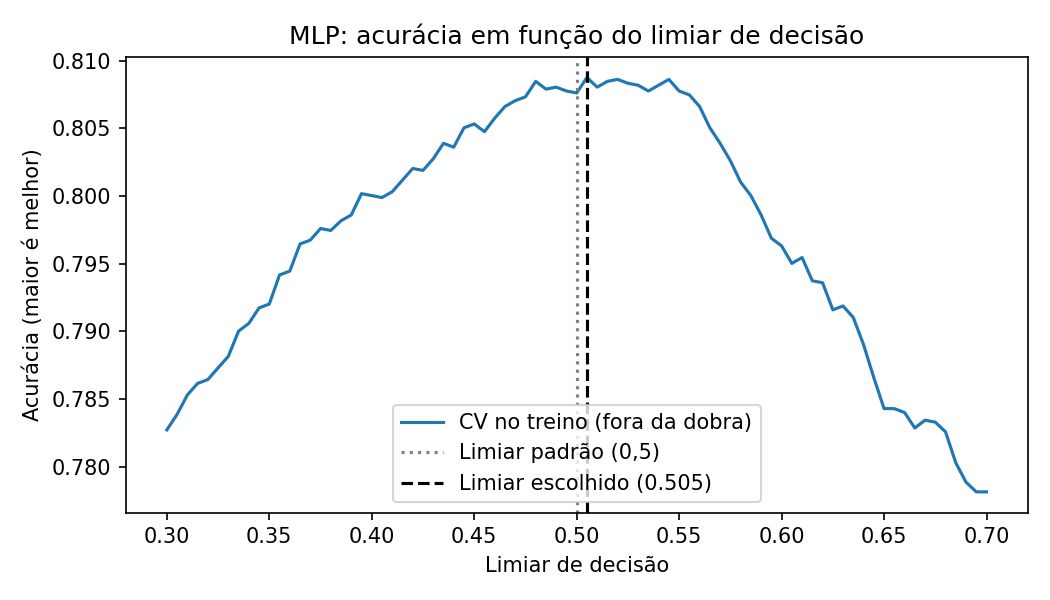 MLP: acurácia em função do limiar de decisão
Acurácia (maior é melhor)
0.810
0.805
0.800
0.795
0.790
0.785
0.780
CV no treino (fora da dobra)
Limiar padrão (0,5)
Limiar escolhido (0.505)
0.30 0.35 0.40 0.45 0.50 0.55 0.60 0.65 0.70
Limiar de decisão